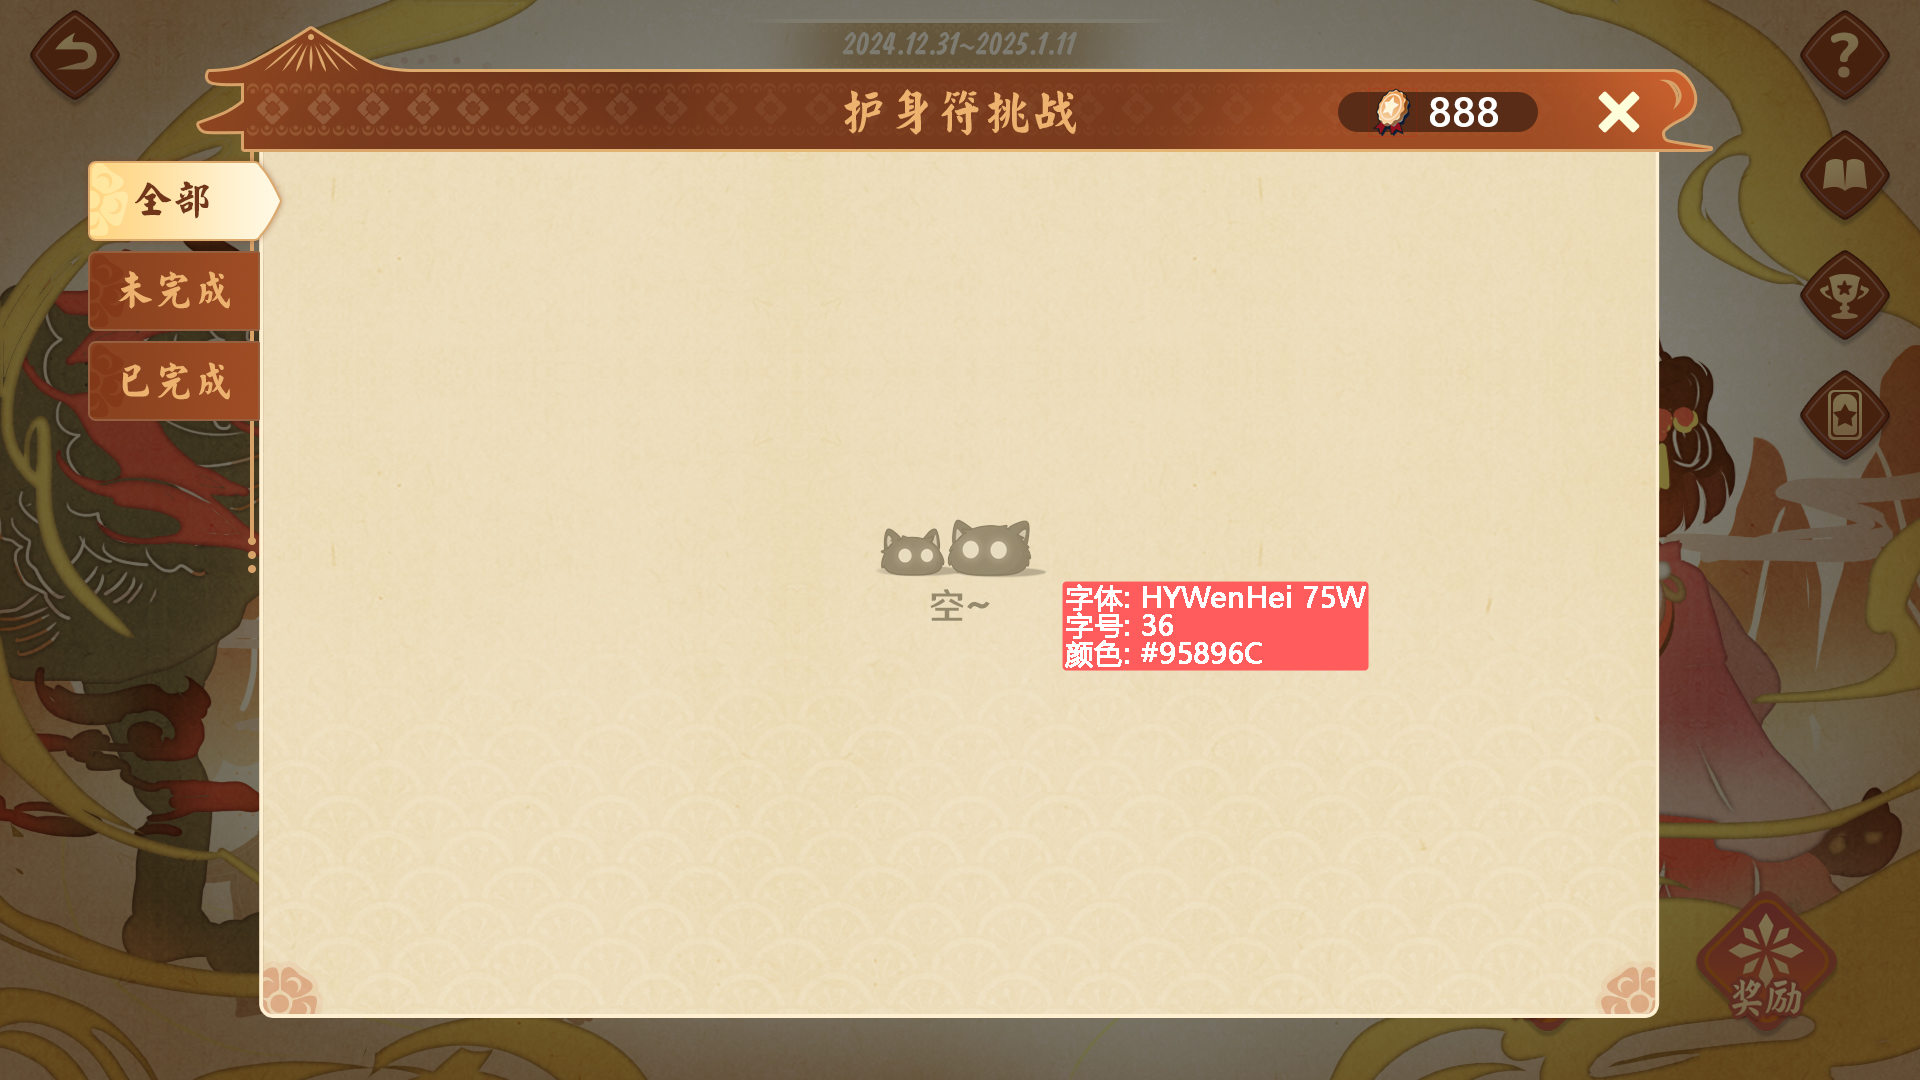 2024.12.31~2025.1.11
护身符挑战
888
全部
未完成
已完成
空~
字体: HYWenHei 75W
字号: 36
颜色: #95896C
奖励